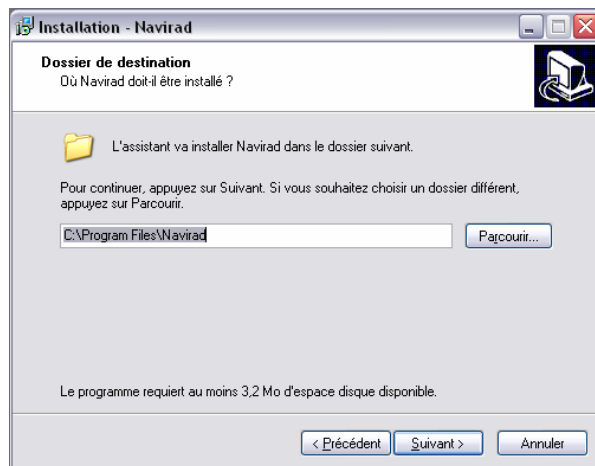 Installation - Navirad
Dossier de destination
Où Navirad doit-il être installé ?
L'assistant va installer Navirad dans le dossier suivant.
Pour continuer, appuyez sur Suivant. Si vous souhaitez choisir un dossier différent,
appuyez sur Parcourir.
C:\Program Files\Navirad
Parcourir...
Le programme requiert au moins 3,2 Mo d'espace disque disponible.
< Précédent
Suivant >
Annuler